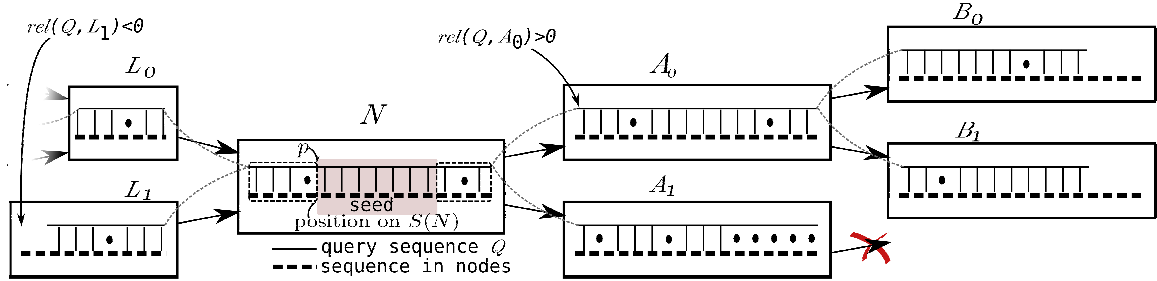 rel(Q,L1)<0
L0
N
rel(Q,A0)>0
A0
B0
p
L1
seed
position on S(N)
query sequence Q
sequence in nodes
A1
B1